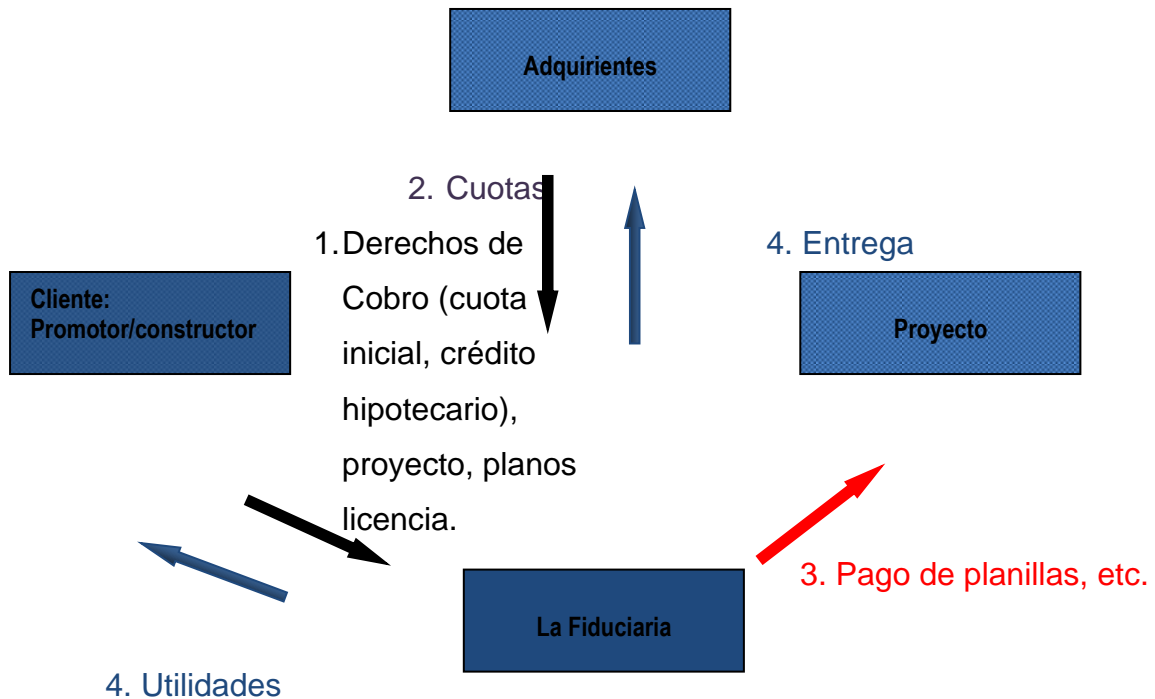 Adquirientes
2. Cuotas
1.Derechos de
Cobro (cuota
inicial, crédito
hipotecario),
proyecto, planos
licencia.
4. Entrega
Cliente:
Promotor/constructor
Proyecto
3. Pago de planillas, etc.
La Fiduciaria
4. Utilidades